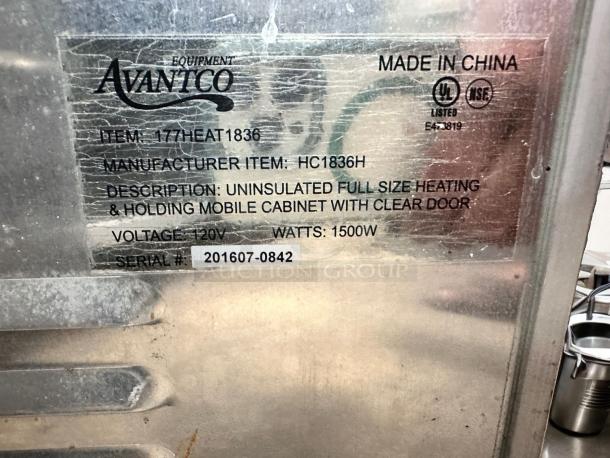 EQUIPMENT
AVANTCO
MADE IN CHINA
UL
LISTED
NSF
ITEM: 177HEAT1836
MANUFACTURER ITEM: HC1836H
DESCRIPTION: UNINSULATED FULL SIZE HEATING
& HOLDING MOBILE CABINET WITH CLEAR DOOR
VOLTAGE: 120V WATTS: 1500W
SERIAL #: 201607-0842
AUCTION GROUP